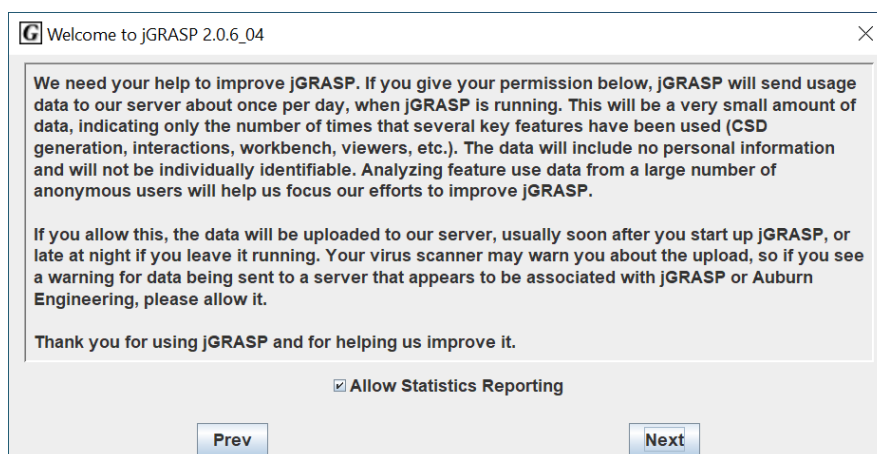 G Welcome to jGRASP 2.0.6_04
We need your help to improve jGRASP. If you give your permission below, jGRASP will send usage
data to our server about once per day, when jGRASP is running. This will be a very small amount of
data, indicating only the number of times that several key features have been used (CSD
generation, interactions, workbench, viewers, etc.). The data will include no personal information
and will not be individually identifiable. Analyzing feature use data from a large number of
anonymous users will help us focus our efforts to improve jGRASP.
If you allow this, the data will be uploaded to our server, usually soon after you start up jGRASP, or
late at night if you leave it running. Your virus scanner may warn you about the upload, so if you see
a warning for data being sent to a server that appears to be associated with jGRASP or Auburn
Engineering, please allow it.
Thank you for using jGRASP and for helping us improve it.
Allow Statistics Reporting
Prev Next